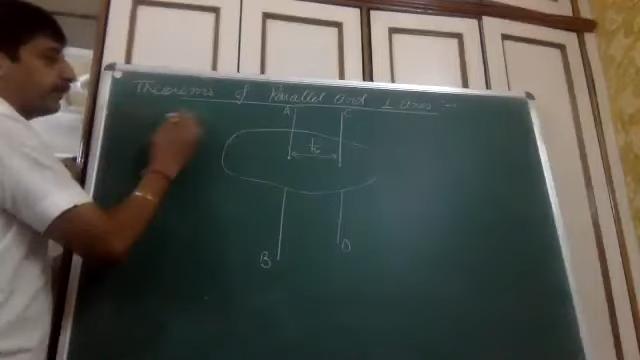 Theorems of Parallel and ⊥ Axes :-
A C
h
B D